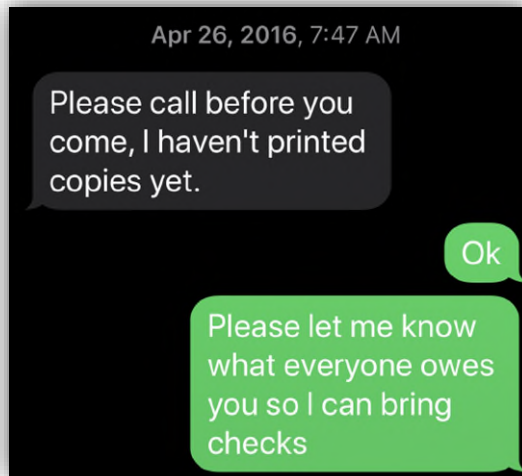 Apr 26, 2016, 7:47 AM
Please call before you
come, I haven't printed
copies yet.
Ok
Please let me know
what everyone owes
you so I can bring
checks